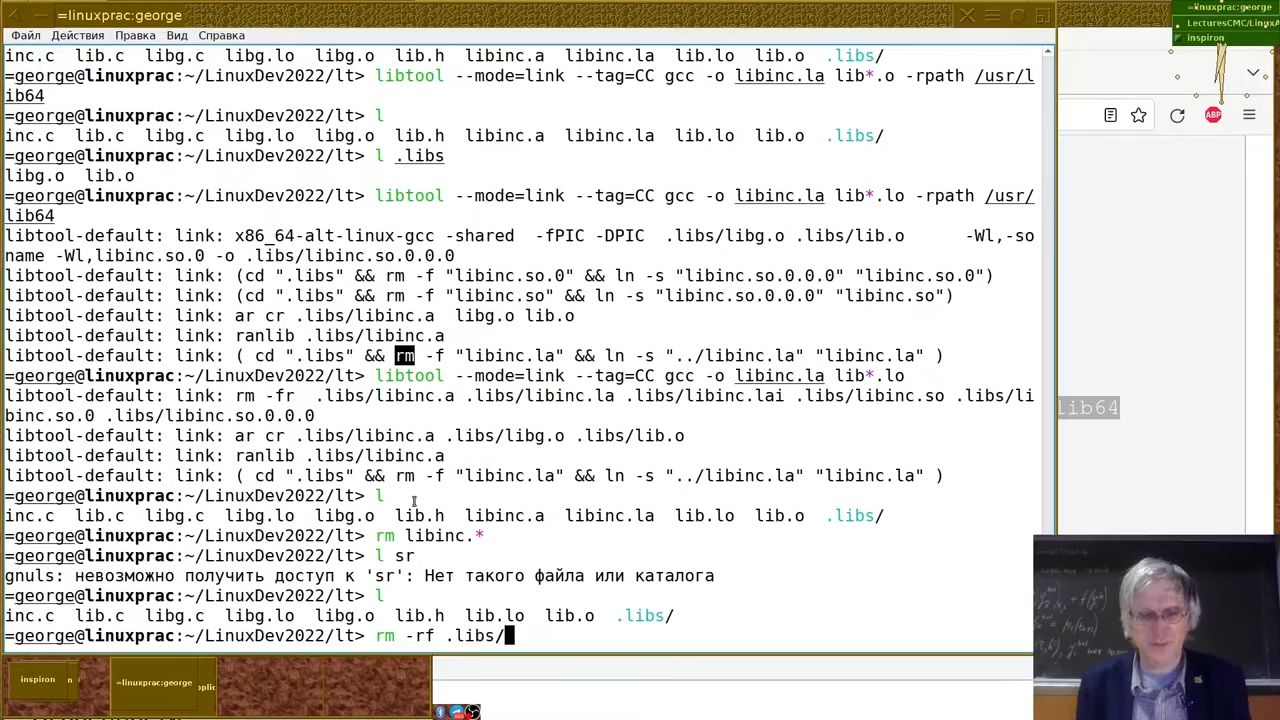 =linuxprac:george
Файл Действия Правка Вид Справка
inc.c lib.c libg.c libg.lo libg.o lib.h libinc.a libinc.la lib.lo lib.o .libs/
=george@linuxprac:~/LinuxDev2022/lt> libtool --mode=link --tag=CC gcc -o libinc.la lib*.o -rpath /usr/l
ib64
=george@linuxprac:~/LinuxDev2022/lt> l
inc.c lib.c libg.c libg.lo libg.o lib.h libinc.a libinc.la lib.lo lib.o .libs/
=george@linuxprac:~/LinuxDev2022/lt> l .libs
libg.o lib.o
=george@linuxprac:~/LinuxDev2022/lt> libtool --mode=link --tag=CC gcc -o libinc.la lib*.lo -rpath /usr/
lib64
libtool-default: link: x86_64-alt-linux-gcc -shared -fPIC -DPIC .libs/libg.o .libs/lib.o -Wl,-so
name -Wl,libinc.so.0 -o .libs/libinc.so.0.0.0
libtool-default: link: (cd ".libs" && rm -f "libinc.so.0" && ln -s "libinc.so.0.0.0" "libinc.so.0")
libtool-default: link: (cd ".libs" && rm -f "libinc.so" && ln -s "libinc.so.0.0.0" "libinc.so")
libtool-default: link: ar cr .libs/libinc.a libg.o lib.o
libtool-default: link: ranlib .libs/libinc.a
libtool-default: link: ( cd ".libs" && rm -f "libinc.la" && ln -s "../libinc.la" "libinc.la" )
=george@linuxprac:~/LinuxDev2022/lt> libtool --mode=link --tag=CC gcc -o libinc.la lib*.lo
libtool-default: link: rm -fr .libs/libinc.a .libs/libinc.la .libs/libinc.lai .libs/libinc.so .libs/li
binc.so.0 .libs/libinc.so.0.0.0
libtool-default: link: ar cr .libs/libinc.a .libs/libg.o .libs/lib.o
libtool-default: link: ranlib .libs/libinc.a
libtool-default: link: ( cd ".libs" && rm -f "libinc.la" && ln -s "../libinc.la" "libinc.la" )
=george@linuxprac:~/LinuxDev2022/lt> l
inc.c lib.c libg.c libg.lo libg.o lib.h libinc.a libinc.la lib.lo lib.o .libs/
=george@linuxprac:~/LinuxDev2022/lt> rm libinc.*
=george@linuxprac:~/LinuxDev2022/lt> l sr
gnuls: невозможно получить доступ к 'sr': Нет такого файла или каталога
=george@linuxprac:~/LinuxDev2022/lt> l
inc.c lib.c libg.c libg.lo libg.o lib.h lib.lo lib.o .libs/
=george@linuxprac:~/LinuxDev2022/lt> rm -rf .libs/
=linuxprac:george
LecturesCMC/LinuxA
inspiron
ABP
lib64
inspiron
=linuxprac:george